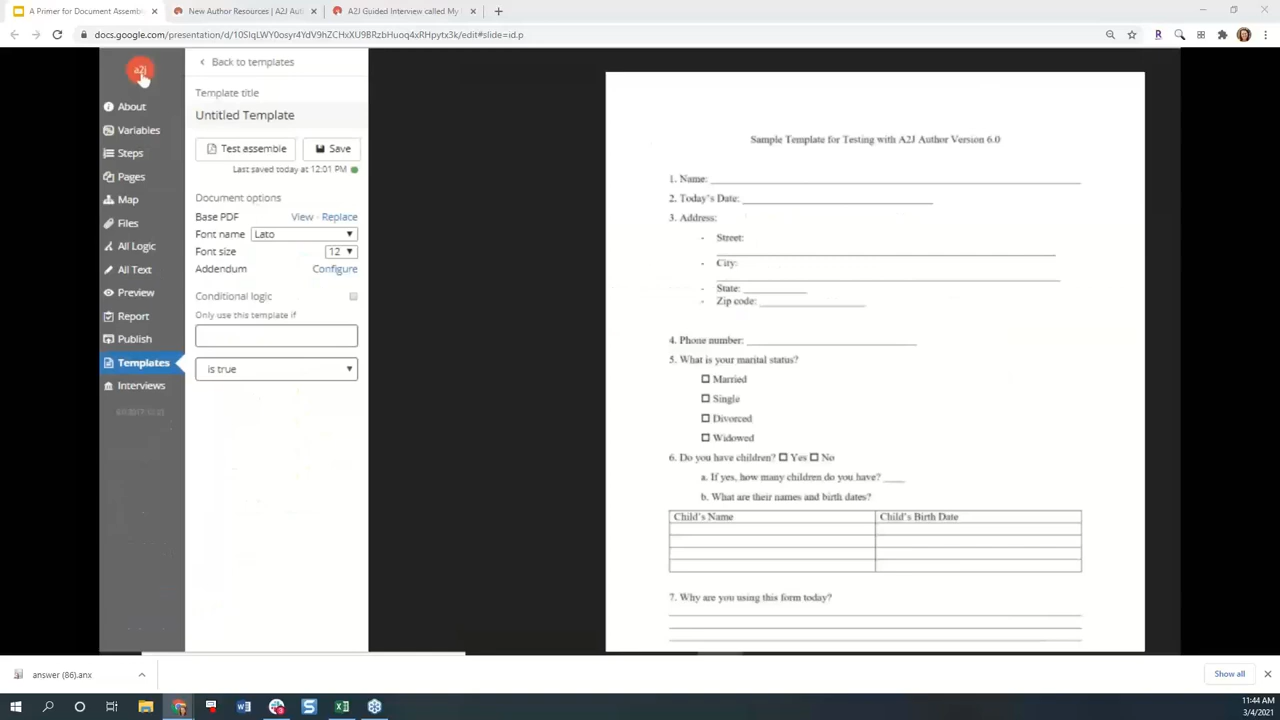 A Primer for Document Assemb
New Author Resources | A2J Aut
A2J Guided Interview called My
docs.google.com/presentation/d/10SIqLWY0osyr4YdV9hZCHxXU9BRzbHuoq4xRHpytx3k/edit#slide=id.p
a2j
About
Variables
Steps
Pages
Map
Files
All Logic
All Text
Preview
Report
Publish
Templates
Interviews
Back to templates
Template title
Untitled Template
Test assemble
Save
Last saved today at 12:01 PM
Document options
Base PDF View · Replace
Font name Lato
Font size 12
Addendum Configure
Conditional logic
Only use this template if
is true
Sample Template for Testing with A2J Author Version 6.0
1. Name:
2. Today's Date:
3. Address:
- Street:
- City:
- State:
- Zip code:
4. Phone number:
5. What is your marital status?
Married
Single
Divorced
Widowed
6. Do you have children? Yes No
a. If yes, how many children do you have?
b. What are their names and birth dates?
Child's Name Child's Birth Date
7. Why are you using this form today?
answer (86).anx
Show all
11:44 AM
3/4/2021